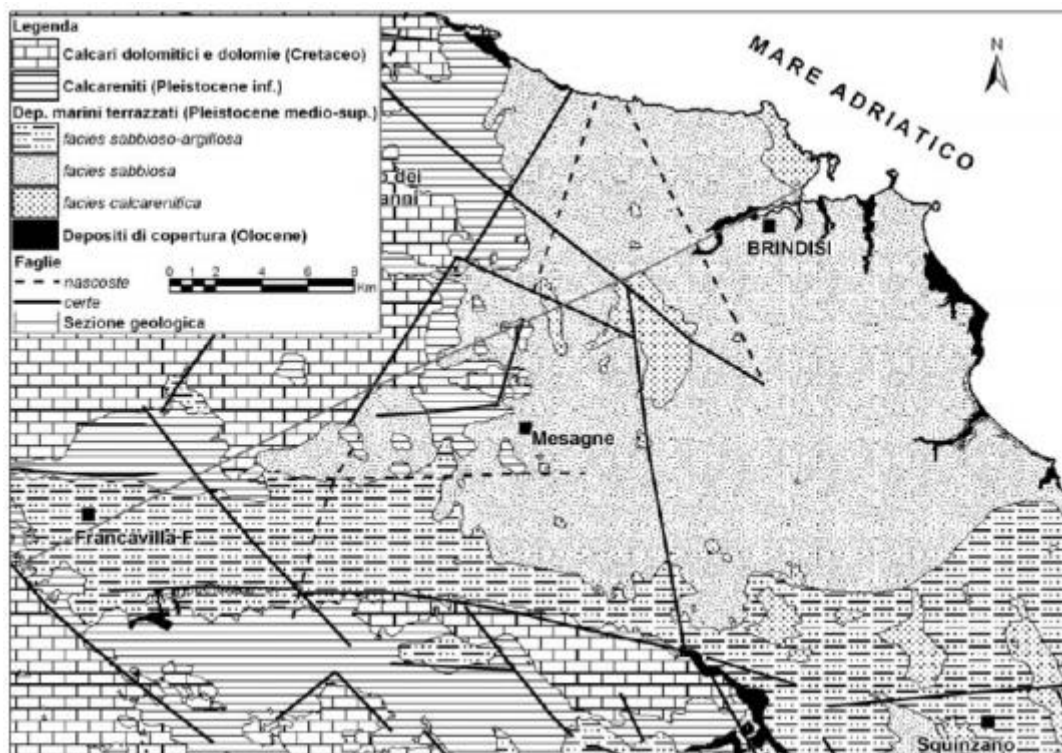 Legenda
Calcari dolomitici e dolomie (Cretaceo)
Calcareniti (Pleistocene inf.)
Dep. marini terrazzati (Pleistocene medio-sup.)
facies sabbioso-argillosa
facies sabbiosa
facies calcarenitica
Depositi di copertura (Olocene)
Faglie
nascoste
certe
Sezione geologica
0 2 4 6 8
Km
MARE ADRIATICO
N
dei
anni
BRINDISI
Mesagne
Francavilla F.
Squinzano